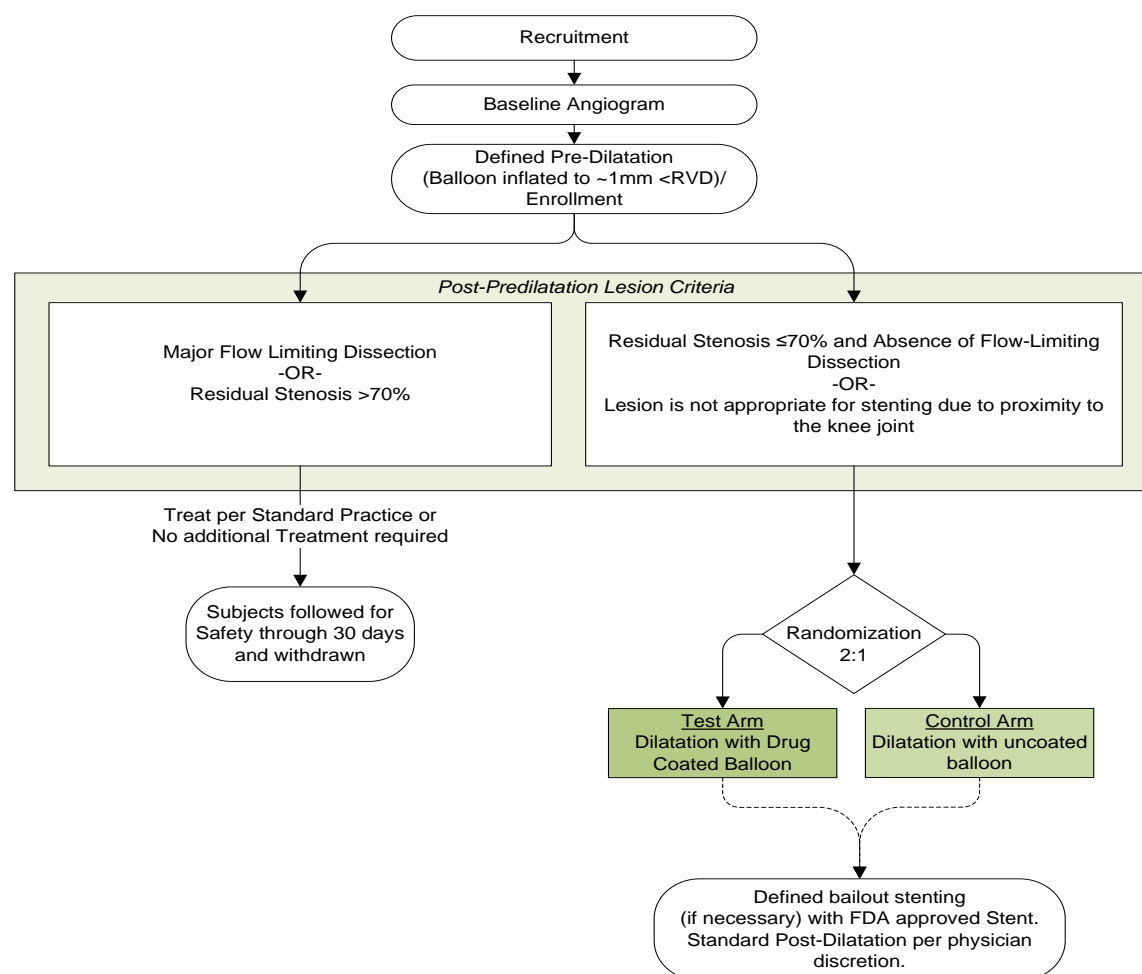 Recruitment
Baseline Angiogram
Defined Pre-Dilatation
(Balloon inflated to ~1mm <RVD)/
Enrollment
Post-Predilatation Lesion Criteria
Major Flow Limiting Dissection
-OR-
Residual Stenosis >70%
Residual Stenosis ≤70% and Absence of Flow-Limiting
Dissection
-OR-
Lesion is not appropriate for stenting due to proximity to
the knee joint
Treat per Standard Practice or
No additional Treatment required
Subjects followed for
Safety through 30 days
and withdrawn
Randomization
2:1
Test Arm
Dilatation with Drug
Coated Balloon
Control Arm
Dilatation with uncoated
balloon
Defined bailout stenting
(if necessary) with FDA approved Stent.
Standard Post-Dilatation per physician
discretion.